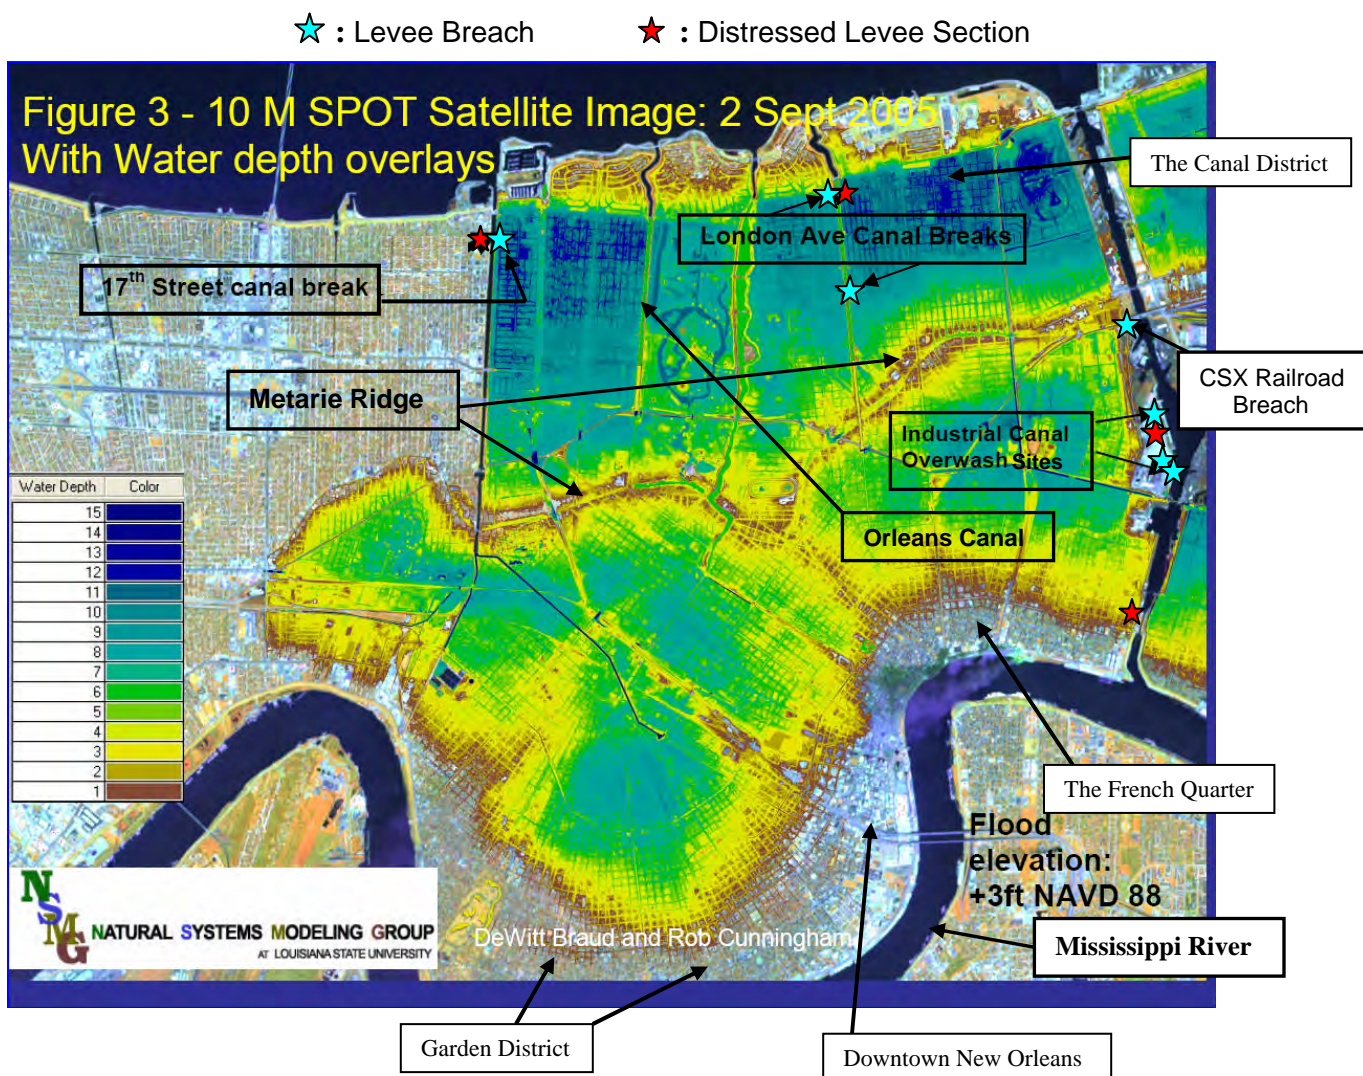 : Levee Breach
: Distressed Levee Section
Figure 3 - 10 M SPOT Satellite Image: 2 Sept 2005
With Water depth overlays
The Canal District
London Ave Canal Breaks
17th Street canal break
CSX Railroad
Breach
Metarie Ridge
Industrial Canal
Overwash Sites
Orleans Canal
Water Depth Color
15
14
13
12
11
10
9
8
7
6
5
4
3
2
1
The French Quarter
Flood
elevation:
+3ft NAVD 88
NSMG
NATURAL SYSTEMS MODELING GROUP
AT LOUISIANA STATE UNIVERSITY
DeWitt Braud and Rob Cunningham
Mississippi River
Garden District
Downtown New Orleans